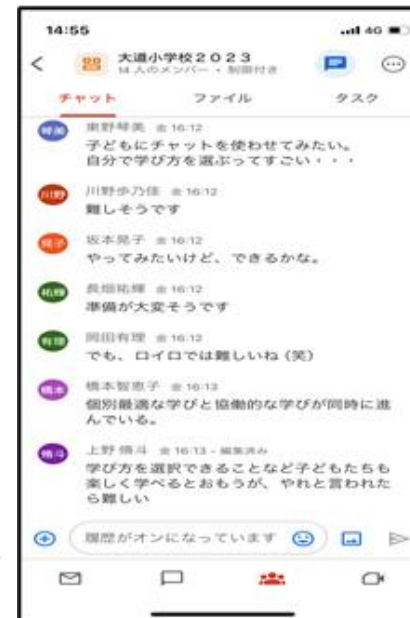 14:55
4G
大道小学校2023
14 人のメンバー • 制限付き
チャット ファイル タスク
琴美
東野琴美 金 16:12
子どもにチャットを使わせてみたい。
自分で学び方を選ぶってすごい・・・
川野
川野歩乃佳 金 16:12
難しそうです
晃子
坂本晃子 金 16:12
やってみたいけど、できるかな。
祐輝
長畑祐輝 金 16:12
準備が大変そうです
有理
岡田有理 金 16:12
でも、ロイロでは難しいね(笑)
橋本
橋本智恵子 金 16:13
個別最適な学びと協働的な学びが同時に進
んでいる。
脩斗
上野 脩斗 金 16:13 • 編集済み
学び方を選択できることなど子どもたちも
楽しく学べるとおもうが、やれと言われた
ら難しい
履歴がオンになっています